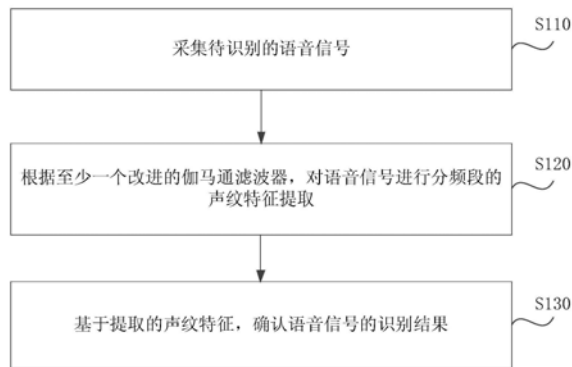 S110
采集待识别的语音信号
S120
根据至少一个改进的伽马通滤波器，对语音信号进行分频段的
声纹特征提取
S130
基于提取的声纹特征，确认语音信号的识别结果